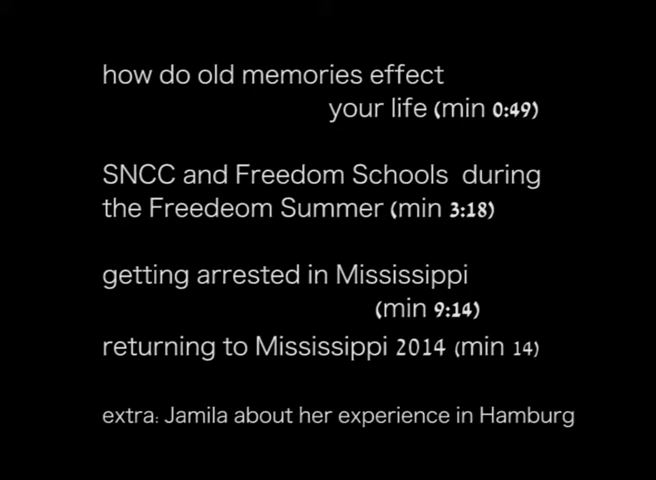 how do old memories effect
your life (min 0:49)
SNCC and Freedom Schools during
the Freedeom Summer (min 3:18)
getting arrested in Mississippi
(min 9:14)
returning to Mississippi 2014 (min 14)
extra: Jamila about her experience in Hamburg